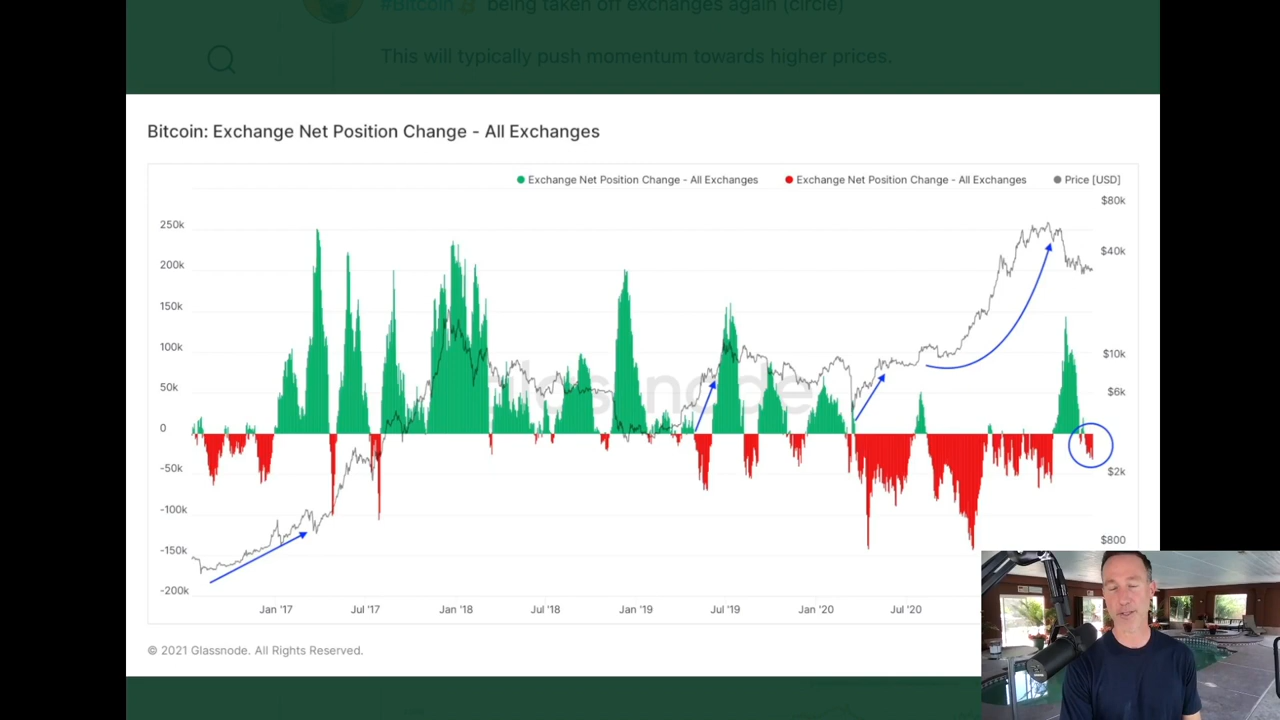 #Bitcoin being taken off exchanges again (circle)
This will typically push momentum towards higher prices.
Bitcoin: Exchange Net Position Change - All Exchanges
Exchange Net Position Change - All Exchanges
Exchange Net Position Change - All Exchanges
Price [USD]
250k
200k
150k
100k
50k
0
-50k
-100k
-150k
-200k
$80k
$40k
$10k
$6k
$2k
$800
glassnode
Jan '17
Jul '17
Jan '18
Jul '18
Jan '19
Jul '19
Jan '20
Jul '20
© 2021 Glassnode. All Rights Reserved.